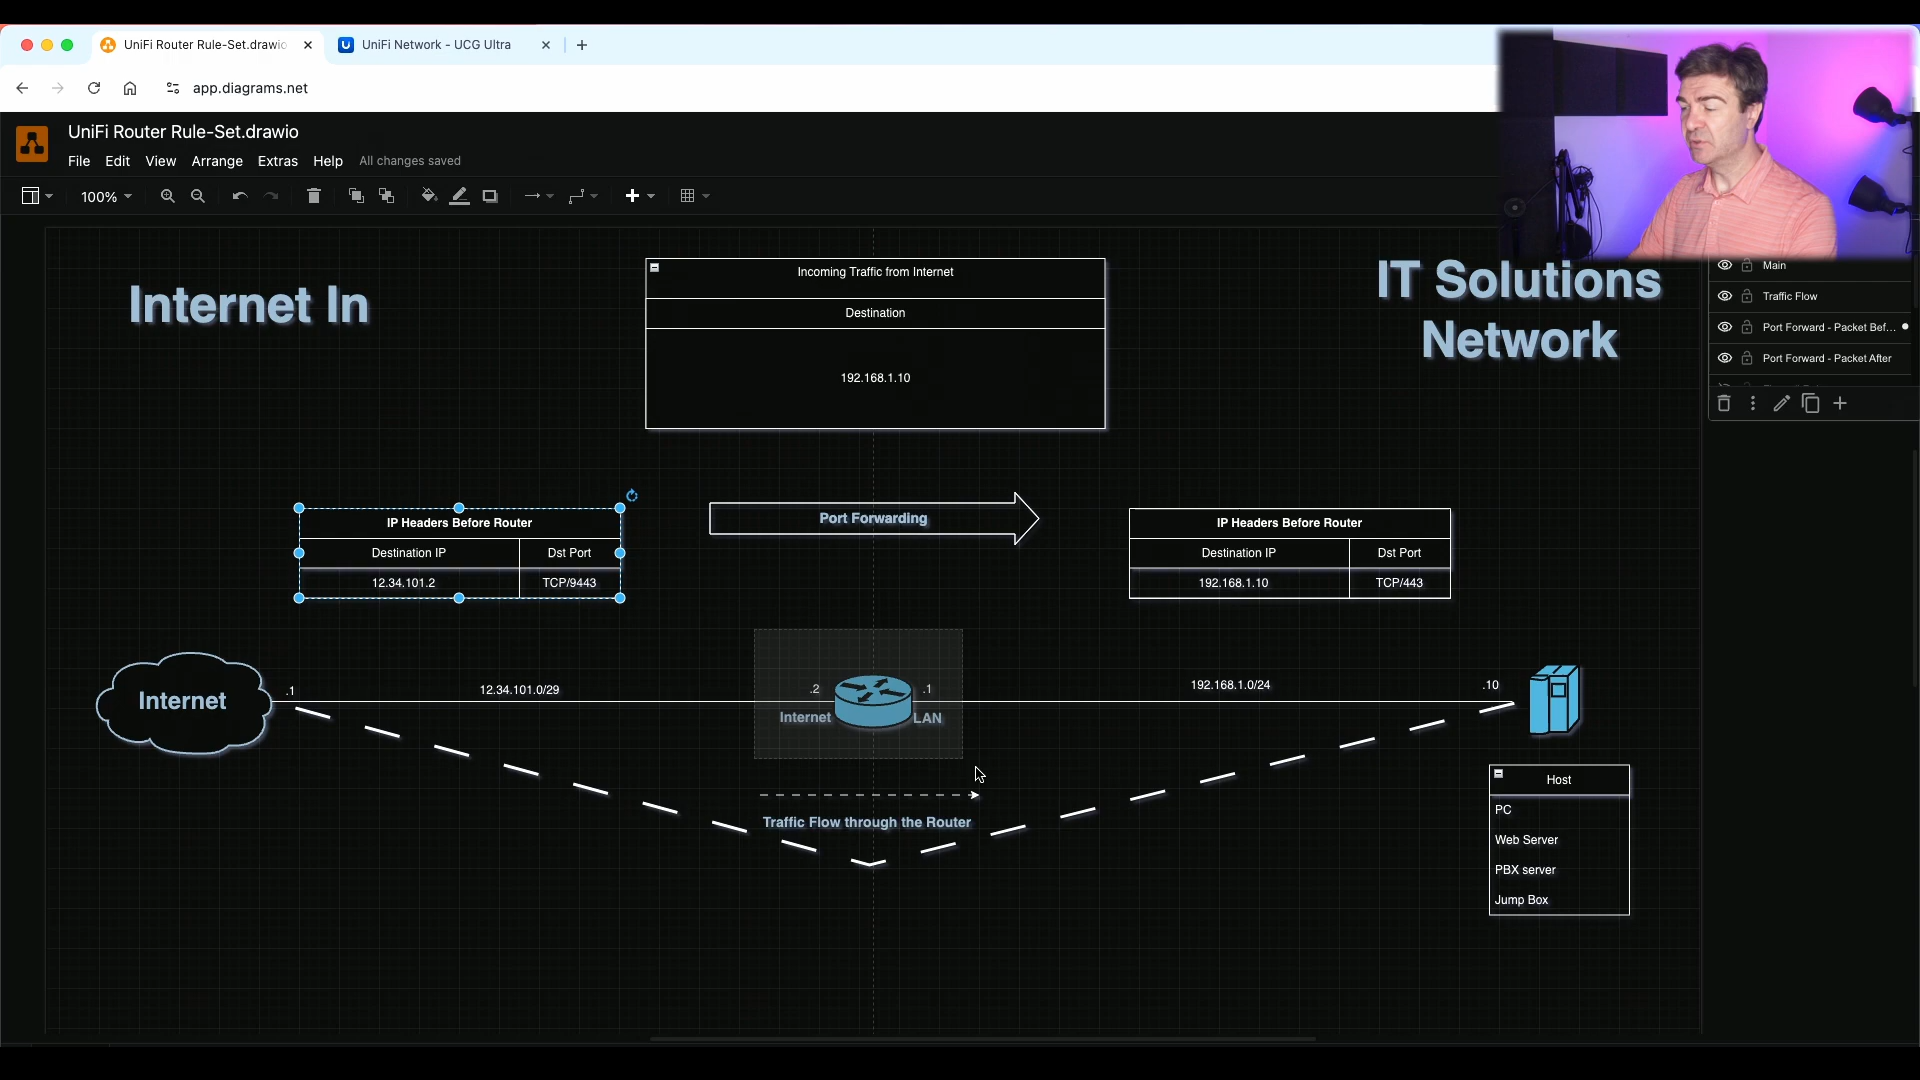 UniFi Router Rule-Set.drawio
UniFi Network - UCG Ultra
app.diagrams.net
UniFi Router Rule-Set.drawio
File Edit View Arrange Extras Help All changes saved
100%
Internet In
Incoming Traffic from Internet
Destination
192.168.1.10
IT Solutions
Network
Main
Traffic Flow
Port Forward - Packet Bef...
Port Forward - Packet After
IP Headers Before Router
Destination IP Dst Port
12.34.101.2 TCP/9443
Port Forwarding
IP Headers Before Router
Destination IP Dst Port
192.168.1.10 TCP/443
Internet
.1
12.34.101.0/29
.2
.1
Internet
LAN
192.168.1.0/24
.10
Traffic Flow through the Router
Host
PC
Web Server
PBX server
Jump Box